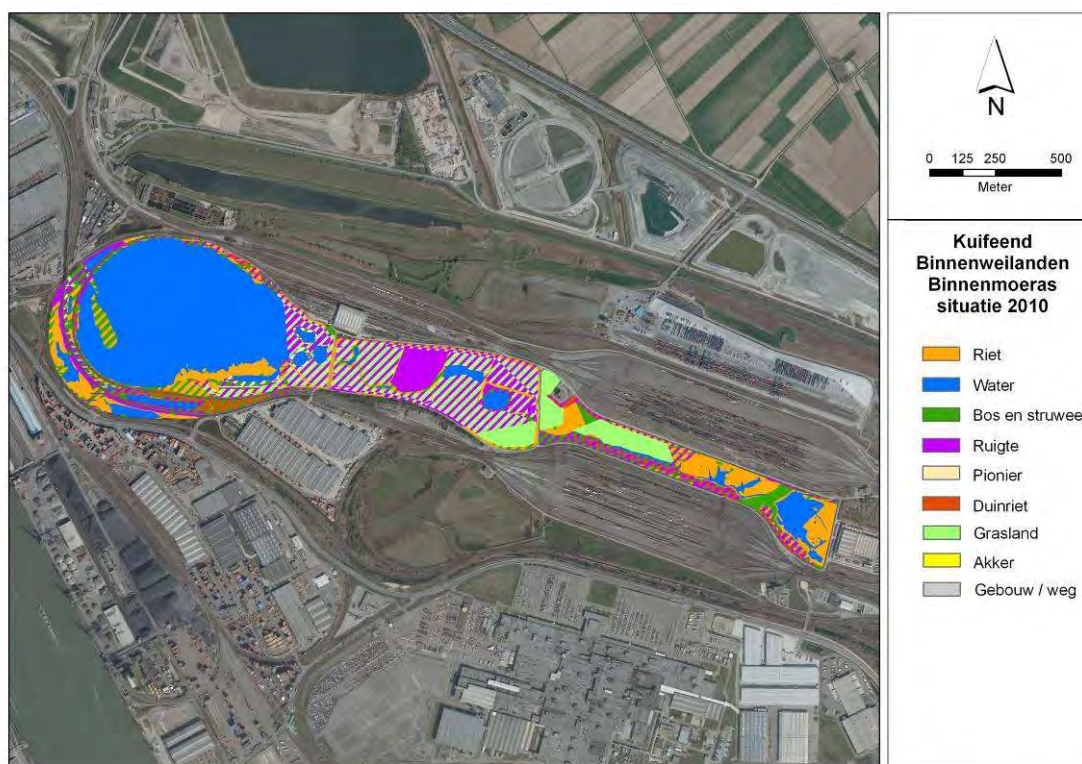 N
0 125 250 500
Meter
Kuifeend
Binnenweilanden
Binnenmoeras
situatie 2010
Riet
Water
Bos en struwee
Ruigte
Pionier
Duinriet
Grasland
Akker
Gebouw / weg